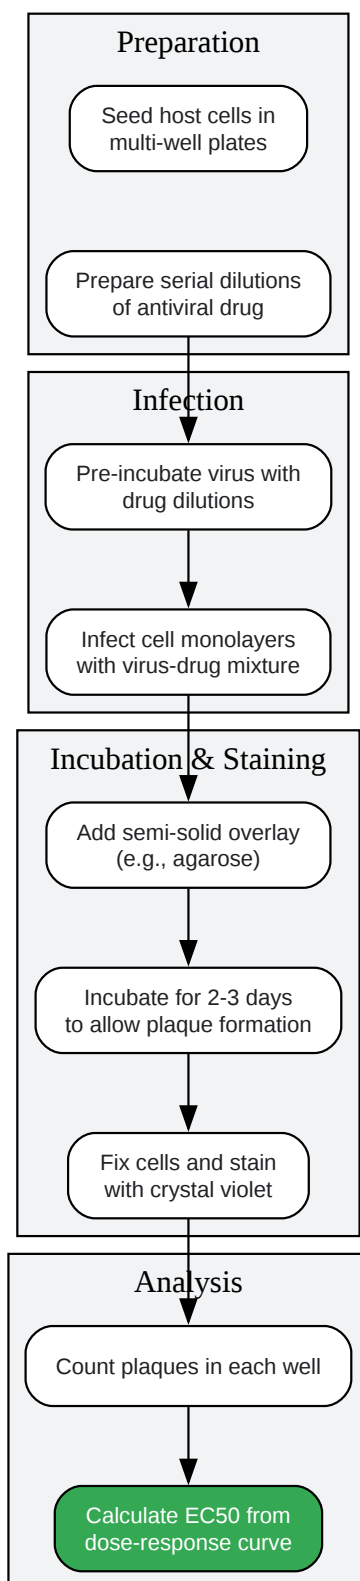 Preparation
Seed host cells in
multi-well plates
Prepare serial dilutions
of antiviral drug
Infection
Pre-incubate virus with
drug dilutions
Infect cell monolayers
with virus-drug mixture
Incubation & Staining
Add semi-solid overlay
(e.g., agarose)
Incubate for 2-3 days
to allow plaque formation
Fix cells and stain
with crystal violet
Analysis
Count plaques in each well
Calculate EC50 from
dose-response curve